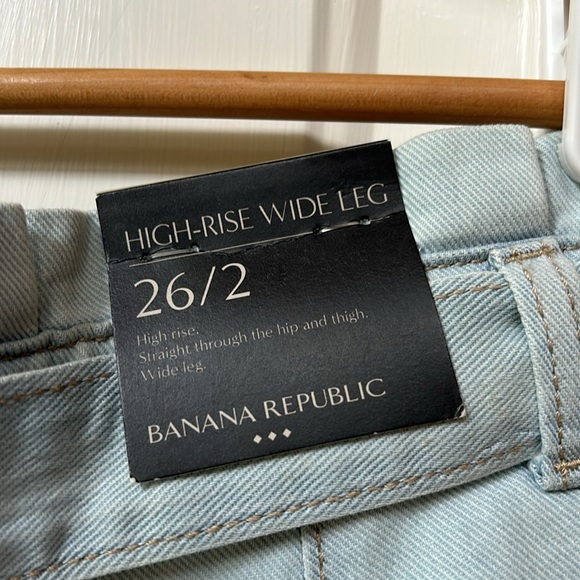 HIGH-RISE WIDE LEG
26/2
High rise.
Straight through the hip and thigh.
Wide leg.
BANANA REPUBLIC